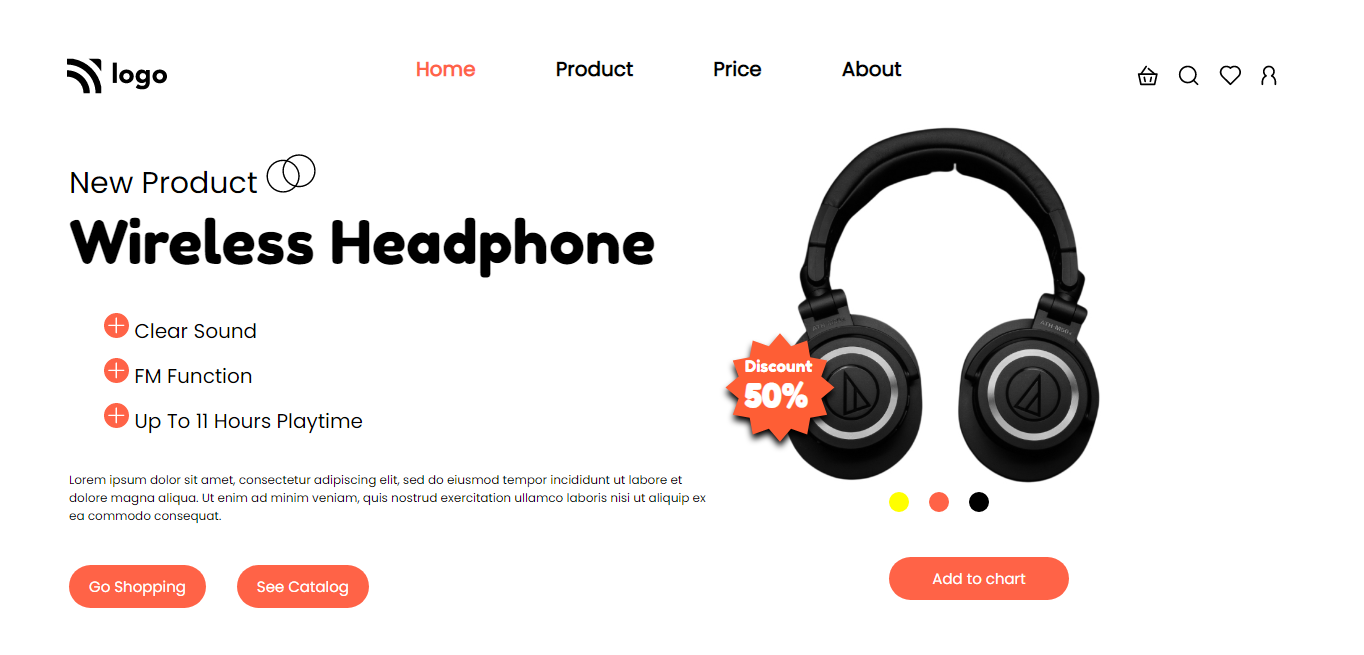 logo
Home Product Price About
New Product
Wireless Headphone
Clear Sound
FM Function
Up To 11 Hours Playtime
Discount
50%
Lorem ipsum dolor sit amet, consectetur adipiscing elit, sed do eiusmod tempor incididunt ut labore et
dolore magna aliqua. Ut enim ad minim veniam, quis nostrud exercitation ullamco laboris nisi ut aliquip ex
ea commodo consequat.
Go Shopping See Catalog
Add to chart